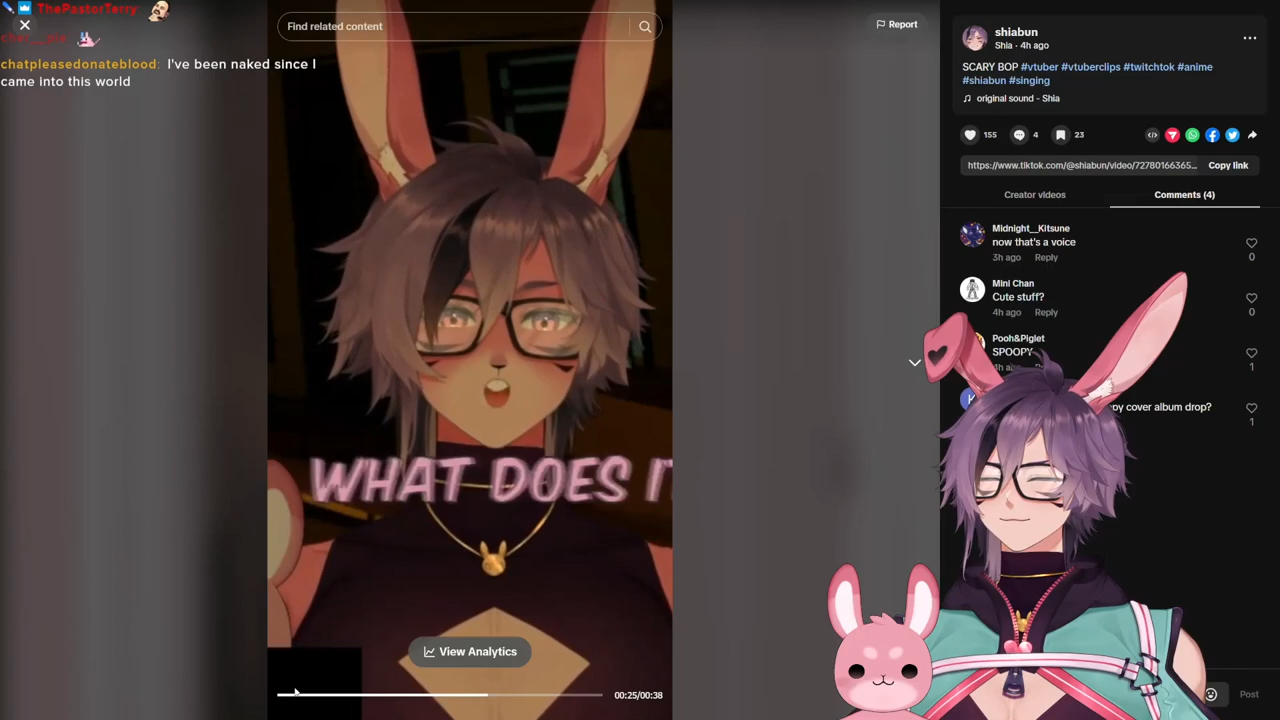 ThePastorTerry
chatpleasedonateblood: I've been naked since I
came into this world
Find related content
Report
WHAT DOES IT
View Analytics
00:25/00:38
shiabun
Shia · 4h ago
SCARY BOP #vtuber #vtuberclips #twitchtok #anime
#shiabun #singing
original sound - Shia
155
4
23
https://www.tiktok.com/@shiabun/video/72780166365...
Copy link
Creator videos
Comments (4)
Midnight__Kitsune
now that's a voice
3h ago Reply
0
Mini Chan
Cute stuff?
4h ago Reply
0
Pooh&Piglet
SPOOPY
1
cover album drop?
1
Post